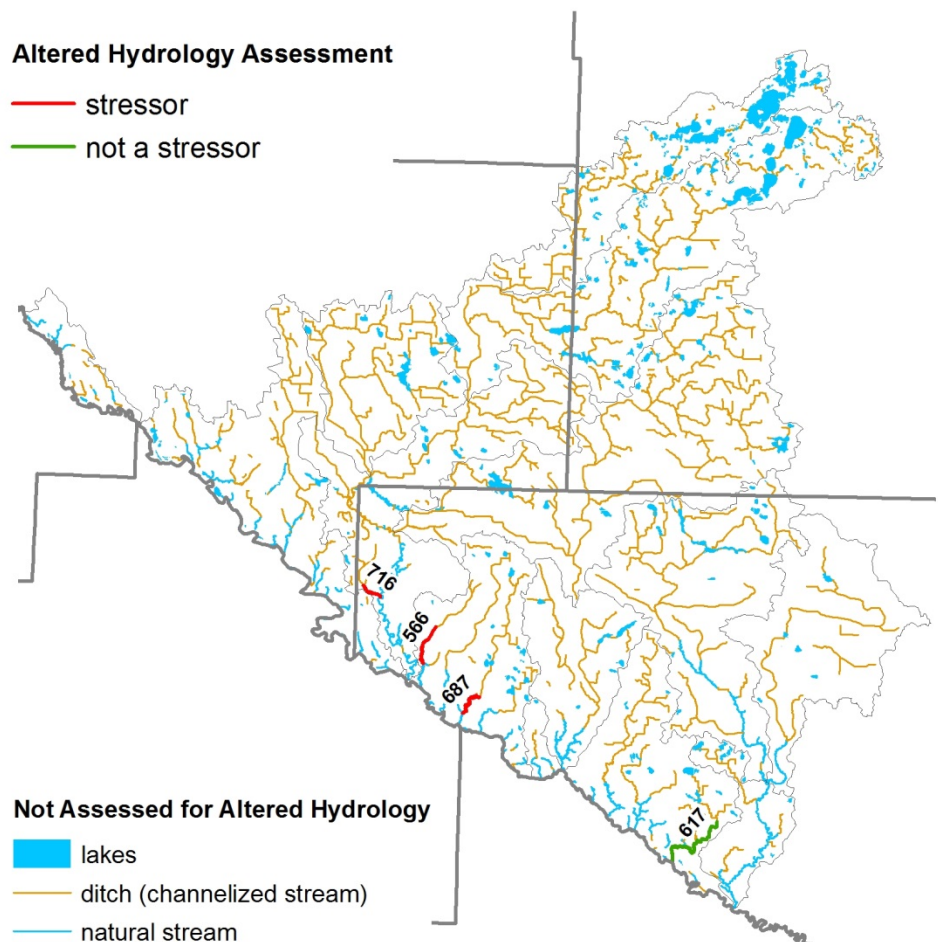 Altered Hydrology Assessment
stressor
not a stressor
716
566
687
617
Not Assessed for Altered Hydrology
lakes
ditch (channelized stream)
natural stream